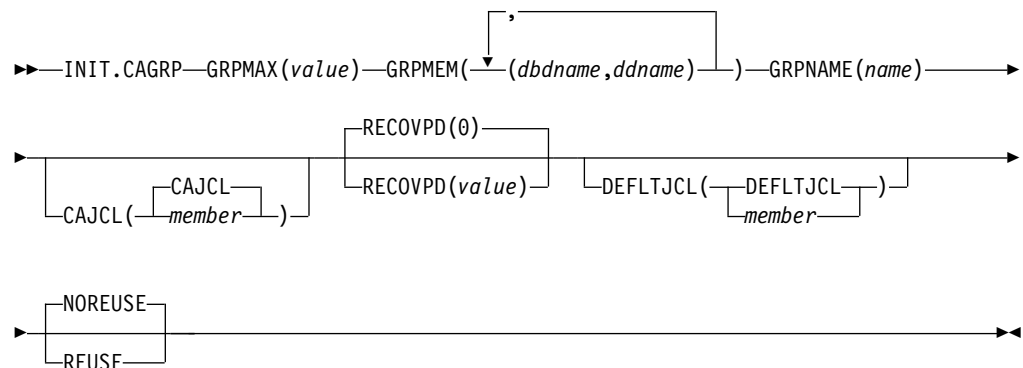 ,
INIT.CAGRP GRPMAX(value) GRPMEM( (dbdname,ddname) ) GRPNAME(name)
RECOVPD(0)
CAJCL RECOVPD(value) DEFLTJCL( DEFLTJCL )
CAJCL( member ) member
NOREUSE
REUSE